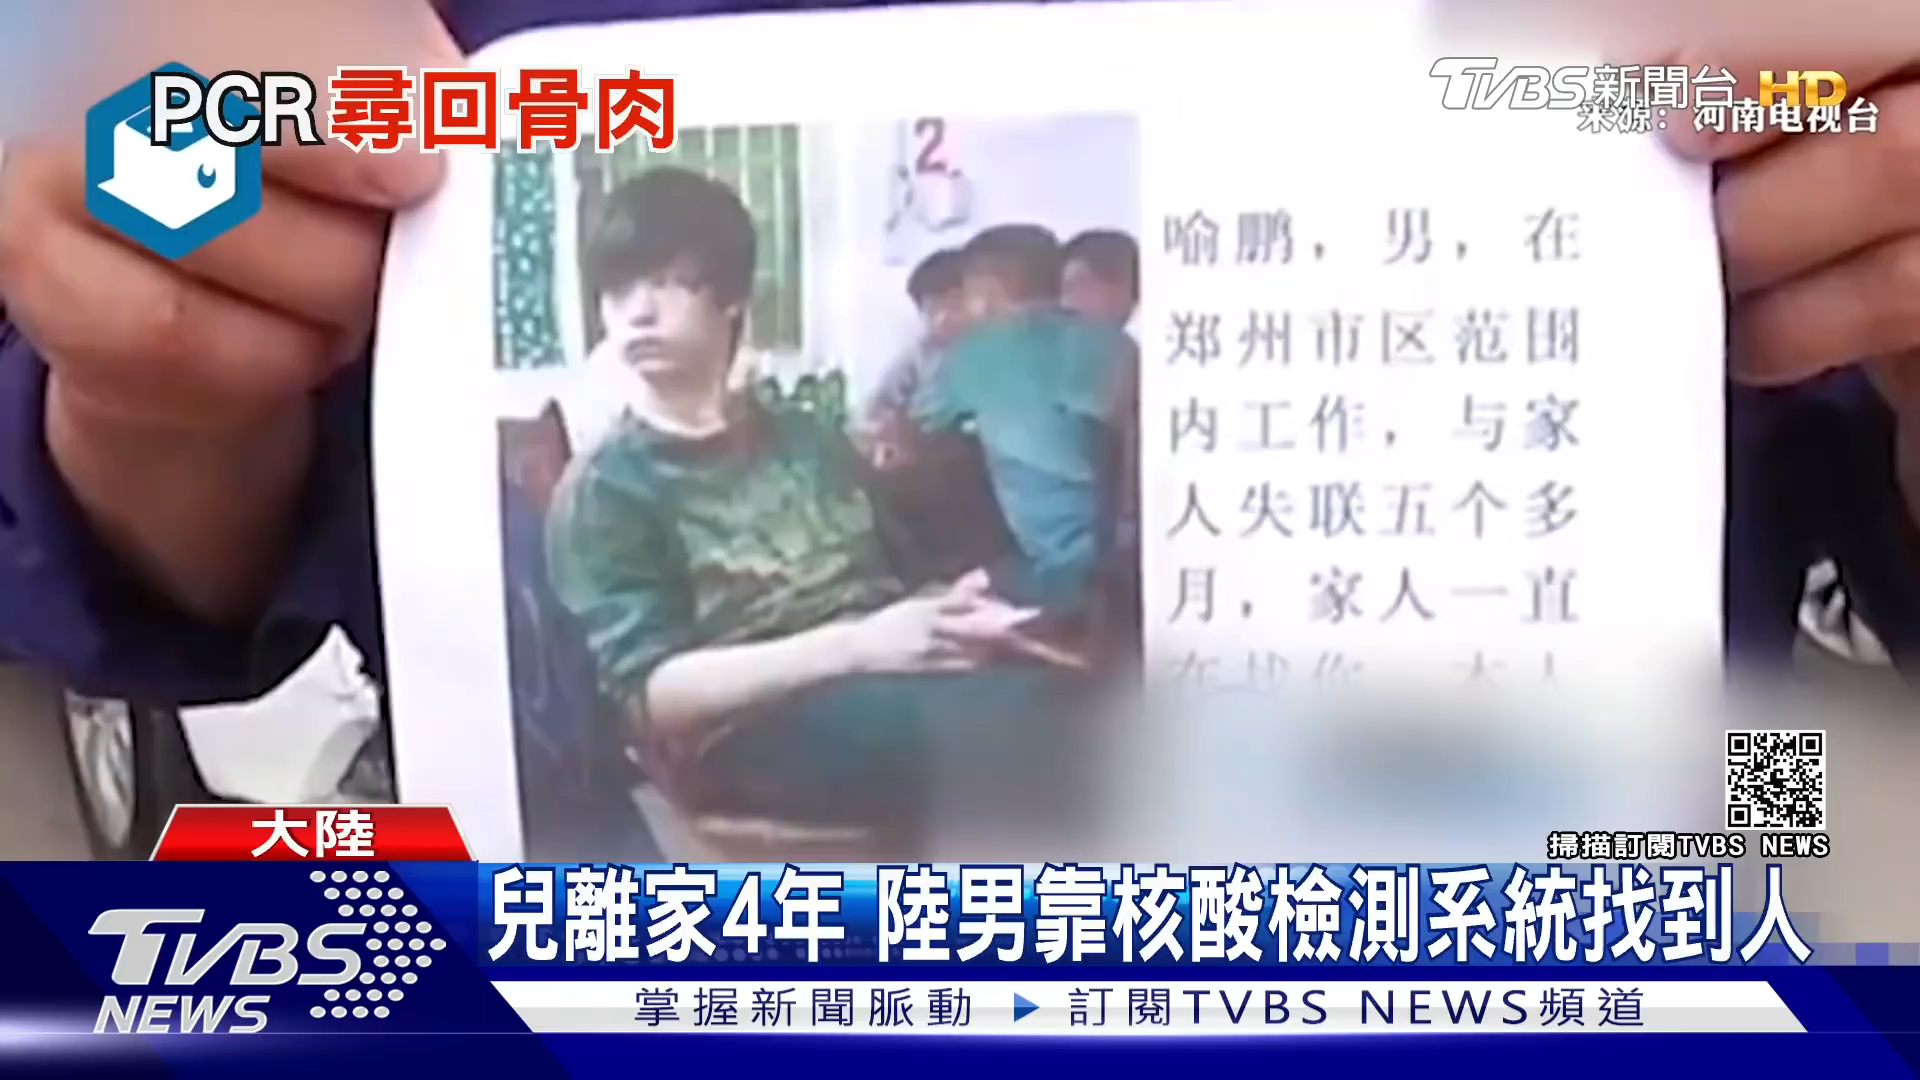 PCR尋回骨肉
TVBS新聞台 HD
来源：河南电视台
2
喻鹏，男，在
郑州市区范围
内工作，与家
人失联五个多
月，家人一直
在找你
掃描訂閱TVBS NEWS
大陸
兒離家4年 陸男靠核酸檢測系統找到人
TVBS
NEWS
掌握新聞脈動 ▶ 訂閱TVBS NEWS頻道